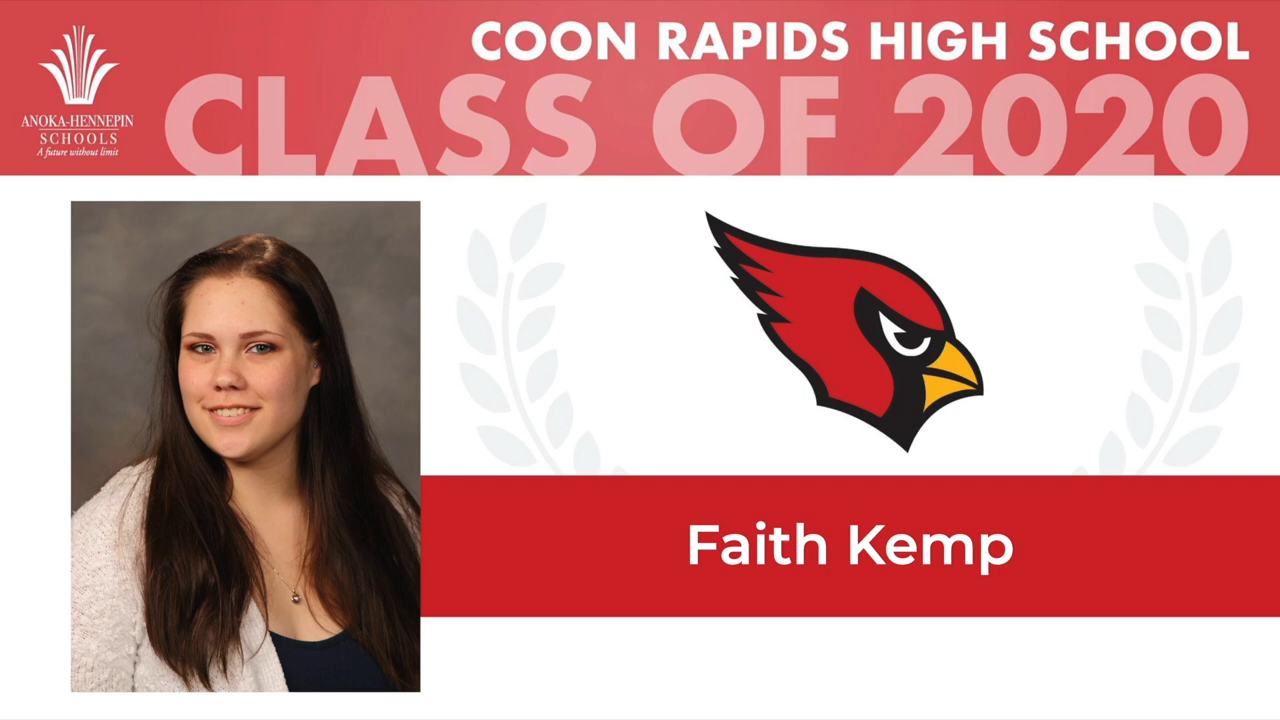 COON RAPIDS HIGH SCHOOL
CLASS OF 2020
ANOKA-HENNEPIN
SCHOOLS
A future without limit
Faith Kemp